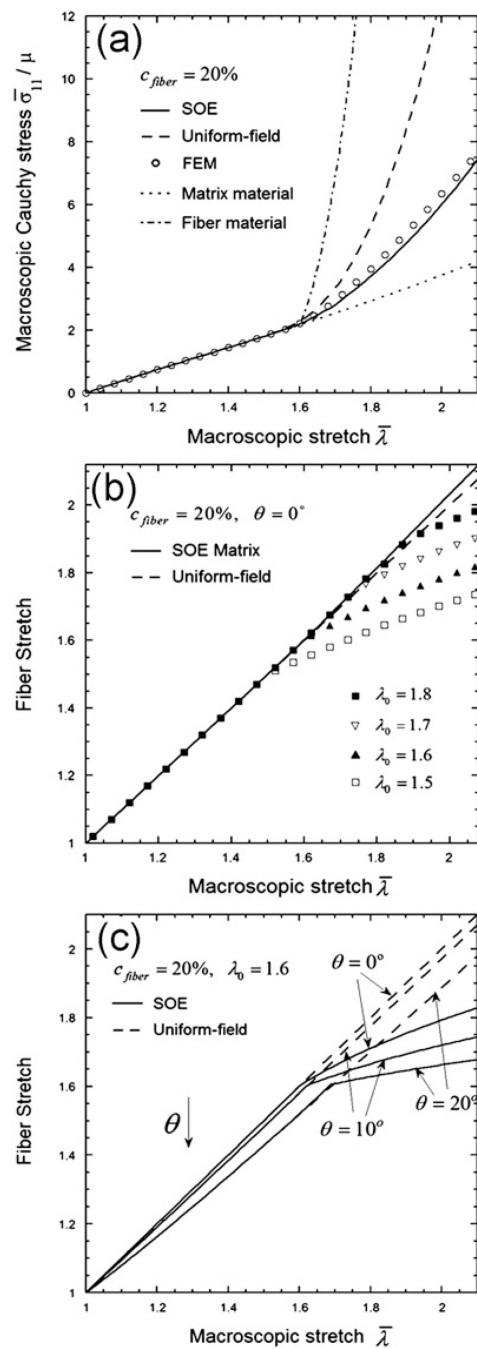 (a)
c_fiber = 20%
SOE
Uniform-field
FEM
Matrix material
Fiber material
Macroscopic Cauchy stress σ̄₁₁ / μ
12
10
8
6
4
2
0
1 1.2 1.4 1.6 1.8 2
Macroscopic stretch λ̄
(b)
c_fiber = 20%, θ = 0°
SOE Matrix
Uniform-field
Fiber Stretch
2
1.8
1.6
1.4
1.2
1
λ₀ = 1.8
λ₀ = 1.7
λ₀ = 1.6
λ₀ = 1.5
1 1.2 1.4 1.6 1.8 2
Macroscopic stretch λ̄
(c)
c_fiber = 20%, λ₀ = 1.6
SOE
Uniform-field
θ = 0°
θ
θ = 10°
θ = 20°
Fiber Stretch
2
1.8
1.6
1.4
1.2
1
1 1.2 1.4 1.6 1.8 2
Macroscopic stretch λ̄